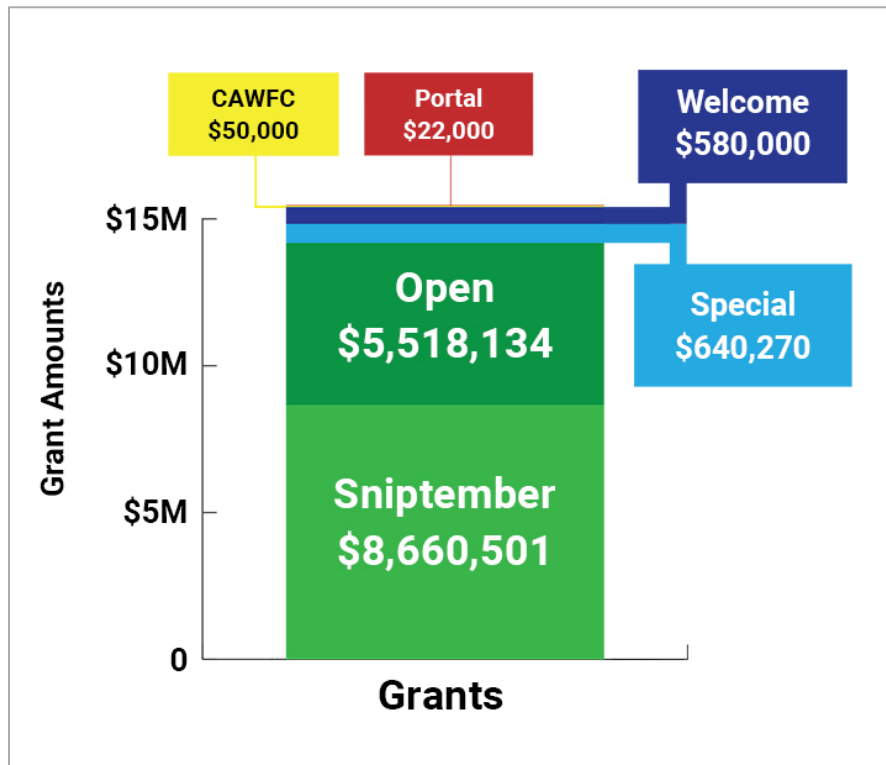 CAWFC
$50,000
Portal
$22,000
Welcome
$580,000
$15M
Open
$5,518,134
Special
$640,270
$10M
Grant Amounts
Sniptember
$8,660,501
$5M
0
Grants